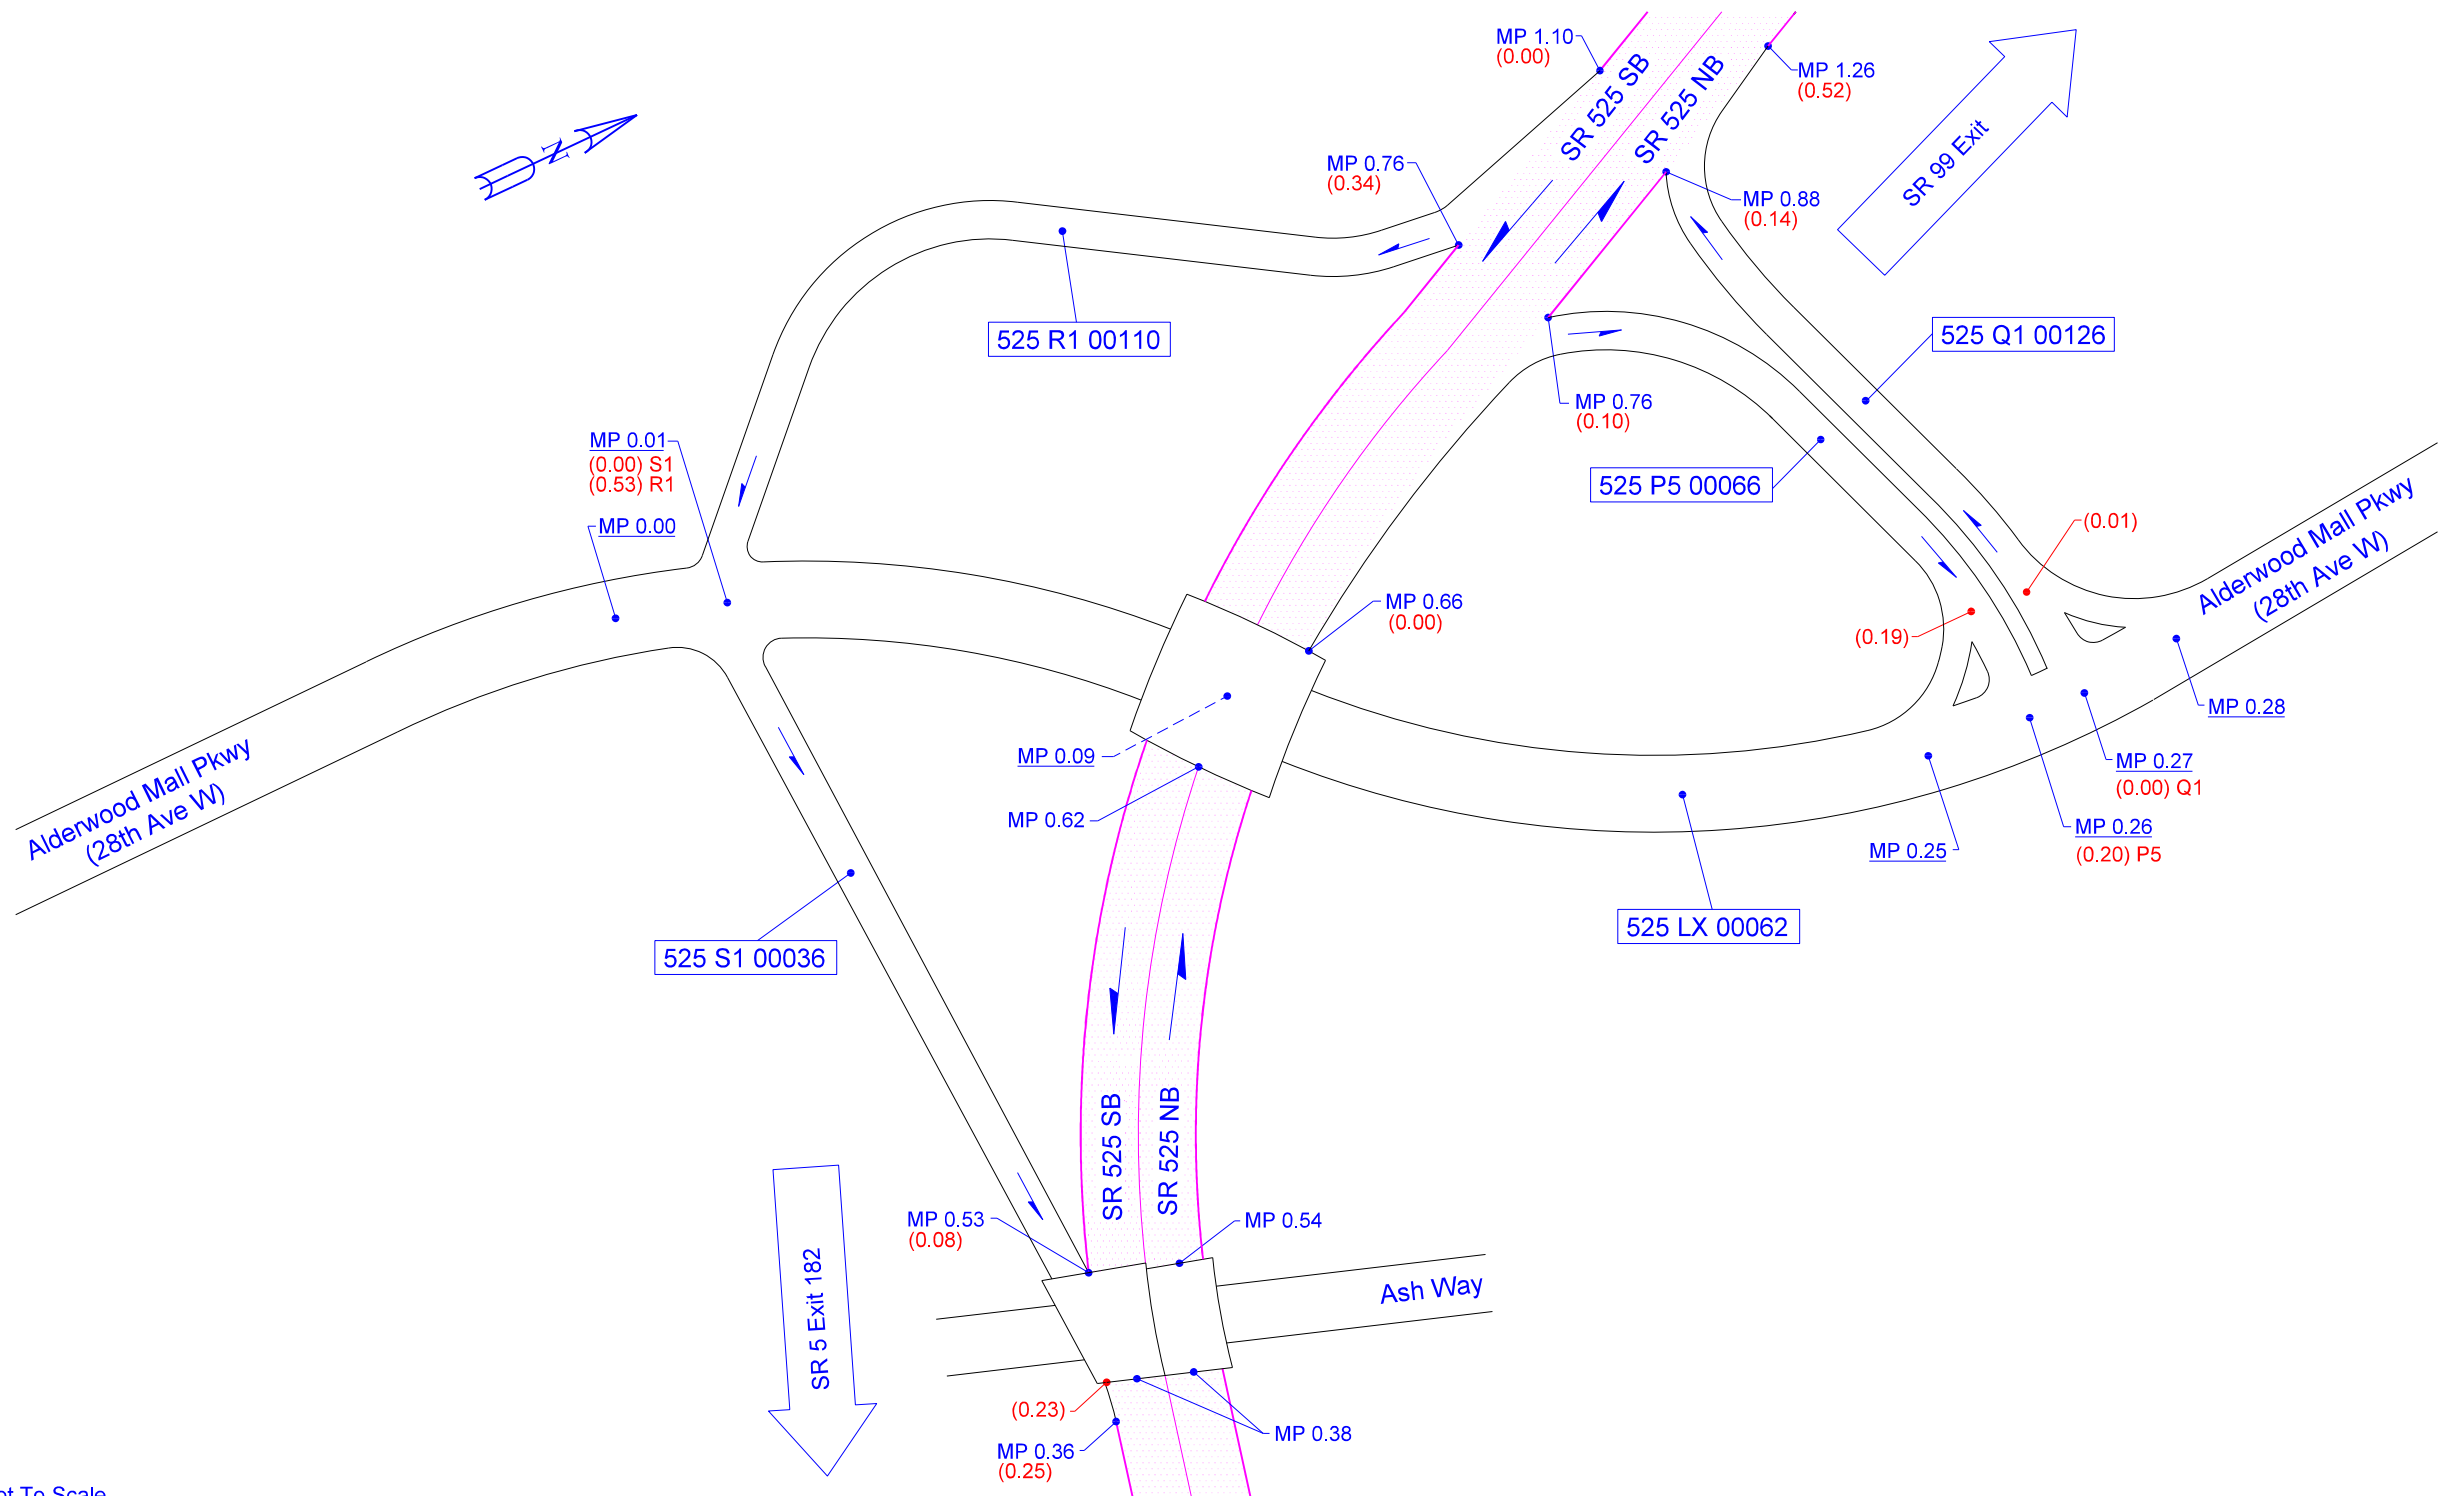 MP 1.10
(0.00)
SR 525 SB
SR 525 NB
MP 1.26
(0.52)
SR 99 Exit
N
MP 0.76
(0.34)
MP 0.88
(0.14)
525 R1 00110
525 Q1 00126
MP 0.76
(0.10)
MP 0.01
(0.00) S1
(0.53) R1
525 P5 00066
MP 0.00
(0.01)
Alderwood Mall Pkwy
(28th Ave W)
MP 0.66
(0.00)
(0.19)
MP 0.28
MP 0.09
MP 0.27
(0.00) Q1
Alderwood Mall Pkwy
(28th Ave W)
MP 0.62
MP 0.26
(0.20) P5
MP 0.25
525 LX 00062
525 S1 00036
SR 525 SB
SR 525 NB
MP 0.53
(0.08)
MP 0.54
SR 5 Exit 182
Ash Way
(0.23)
MP 0.38
MP 0.36
(0.25)
To Scale